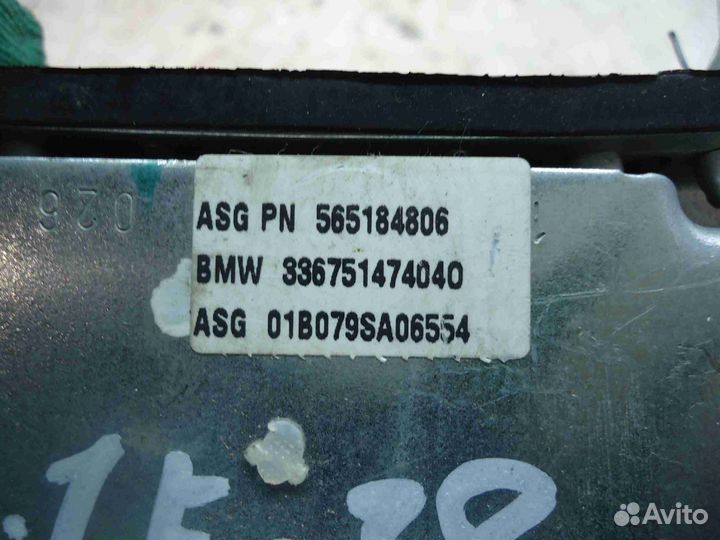 026
ASG PN 565184806
BMW 336751474040
ASG 01B079SA06554
Avito